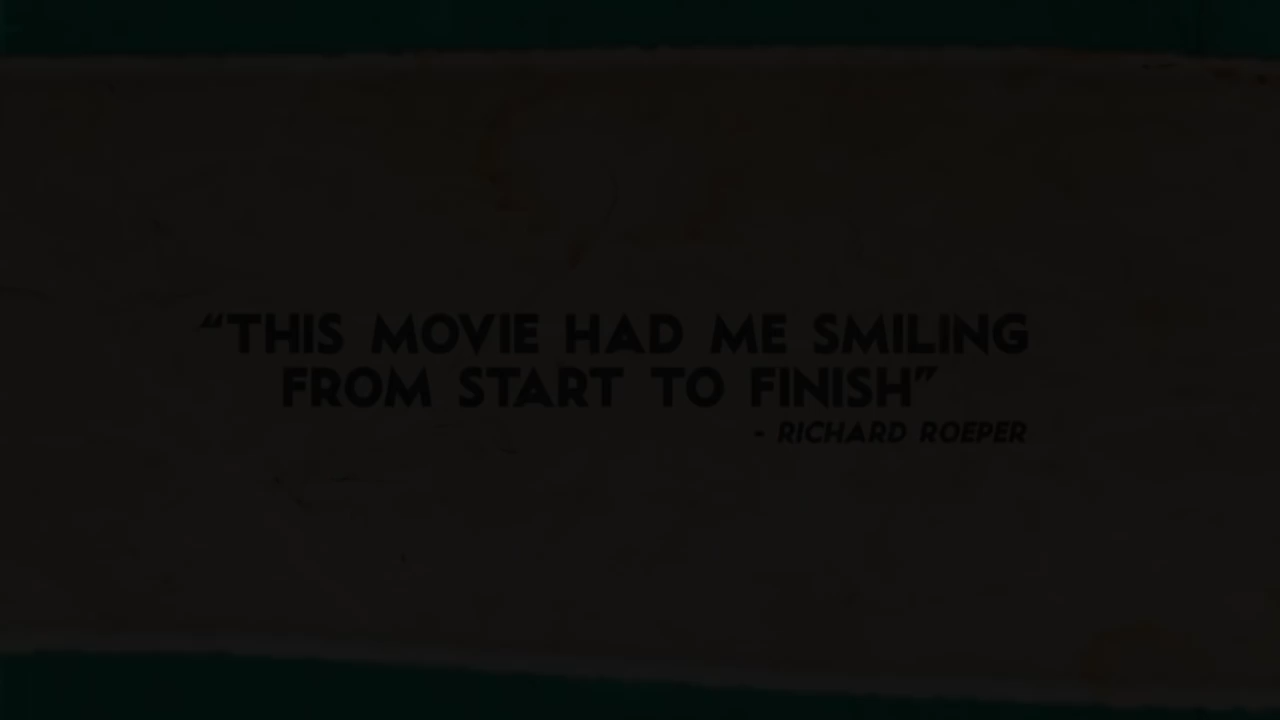 “THIS MOVIE HAD ME SMILING
FROM START TO FINISH”
- RICHARD ROEPER